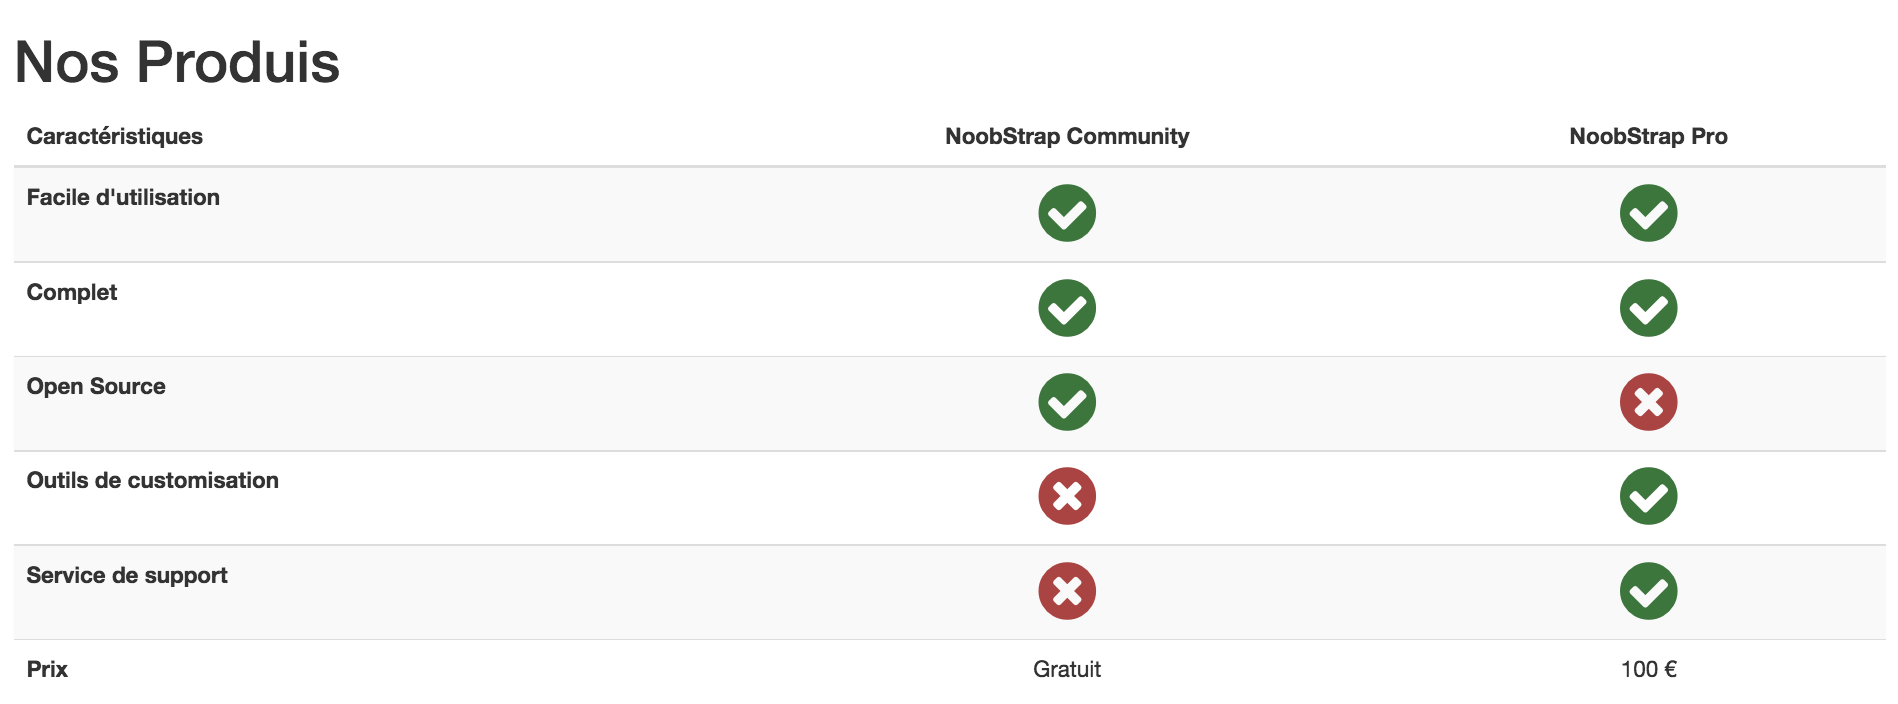 Nos Produis
Caractéristiques NoobStrap Community NoobStrap Pro
Facile d'utilisation
Complet
Open Source
Outils de customisation
Service de support
Prix Gratuit 100 €